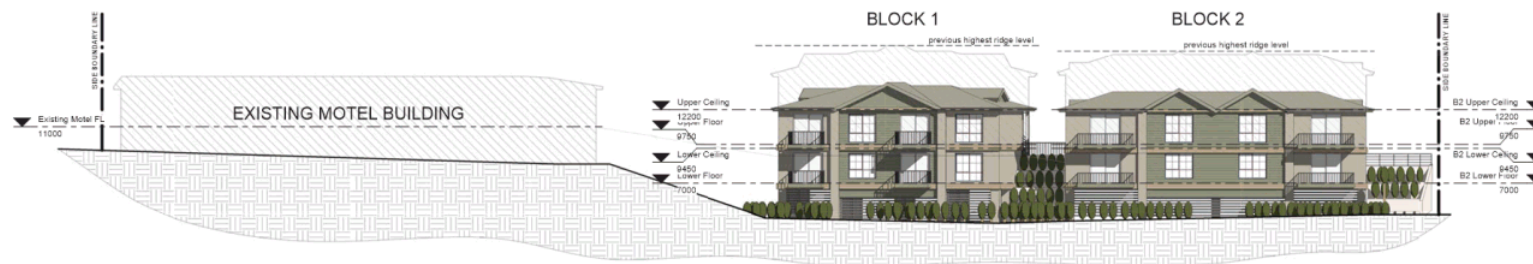 BLOCK 1
BLOCK 2
SIDE BOUNDARY LINE
previous highest ridge level
previous highest ridge level
SIDE BOUNDARY LINE
EXISTING MOTEL BUILDING
Existing Motel FL
11000
Upper Ceiling
12200
Upper Floor
9750
Lower Ceiling
9450
Lower Floor
7000
B2 Upper Ceiling
12200
B2 Upper Floor
9750
B2 Lower Ceiling
9450
B2 Lower Floor
7000